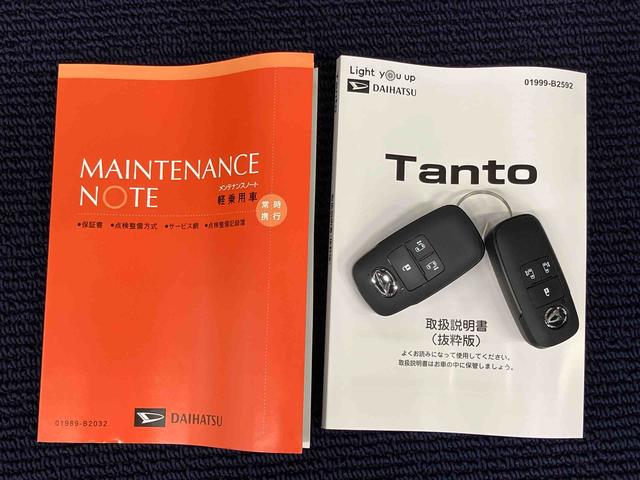 MAINTENANCE
NOTE
メンテナンスノート
軽乗用車
常時
携行
●保証書 ●点検整備方式 ●サービス網 ●点検整備記録簿
01989-B2032
DAIHATSU
Light you up
DAIHATSU
01999-B2592
Tanto
取扱説明書
(抜粋版)
よくお読みになって使用してください。
取扱説明書はお車の中に保管しましょう。